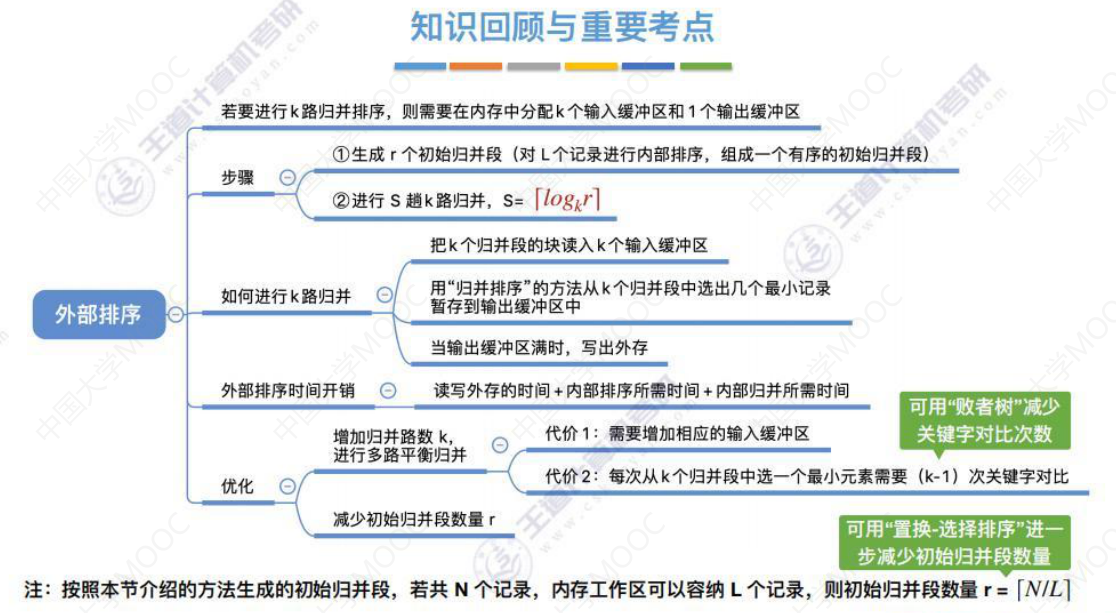 知识回顾与重要考点
若要进行k路归并排序，则需要在内存中分配k个输入缓冲区和1个输出缓冲区
步骤
①生成 r 个初始归并段（对 L个记录进行内部排序，组成一个有序的初始归并段）
②进行 S 趟k路归并，S= ⌈log_k r⌉
外部排序
如何进行k路归并
把k个归并段的块读入k个输入缓冲区
用“归并排序”的方法从k个归并段中选出几个最小记录
暂存到输出缓冲区中
当输出缓冲区满时，写出外存
外部排序时间开销
读写外存的时间+内部排序所需时间+内部归并所需时间
优化
增加归并路数 k，
进行多路平衡归并
代价1：需要增加相应的输入缓冲区
代价2：每次从k个归并段中选一个最小元素需要（k-1）次关键字对比
可用“败者树”减少
关键字对比次数
减少初始归并段数量 r
可用“置换-选择排序”进一
步减少初始归并段数量
注：按照本节介绍的方法生成的初始归并段，若共 N 个记录，内存工作区可以容纳 L 个记录，则初始归并段数量 r = ⌈N/L⌉
王道计算机考研
www.cskaoyan.com
中国大学MOOC